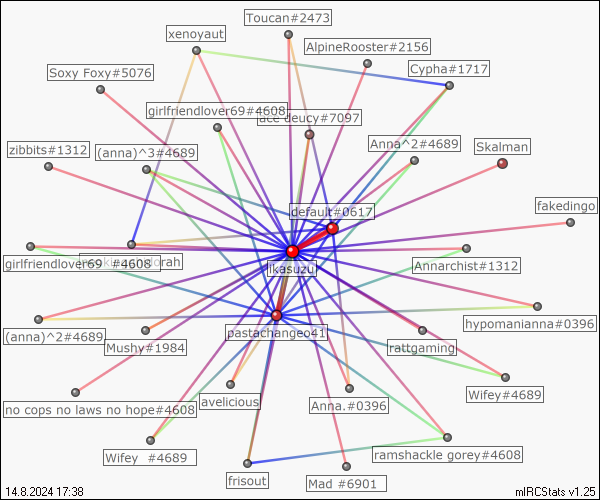 Toucan#2473
xenoyaut
AlpineRooster#2156
Cypha#1717
Soxy Foxy#5076
girlfriendlover69#4608
ace deucy#7097
Anna^2#4689
Skalman
zibbits#1312
(anna)^3#4689
default#0617
fakedingo
girlfriendlover69 #4608
Ikasuzu
Annarchist#1312
(anna)^2#4689
pastachangeo41
hypomanianna#0396
Mushy#1984
rattgaming
Wifey#4689
no cops no laws no hope#4608
avelicious
Anna.#0396
Wifey #4689
ramshackle gorey#4608
frisout
Mad #6901
14.8.2024 17:38
mIRCStats v1.25